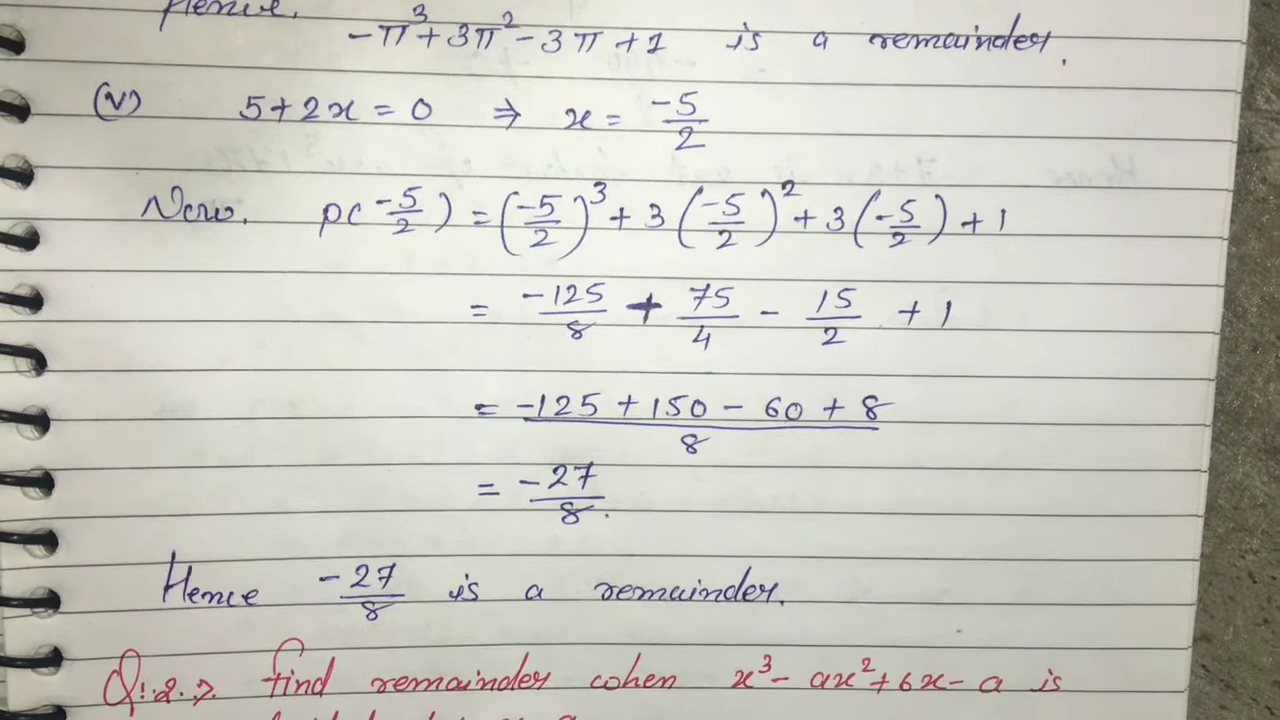 Hence,
-π³ + 3π² - 3π + 1 is a remainder.
(v) 5 + 2x = 0 ⇒ x = -5/2
Now, p(-5/2) = (-5/2)³ + 3(-5/2)² + 3(-5/2) + 1
= -125/8 + 75/4 - 15/2 + 1
= -125 + 150 - 60 + 8 / 8
= -27/8.
Hence -27/8 is a remainder.
Q.2.> find remainder when x³ - ax² + 6x - a is